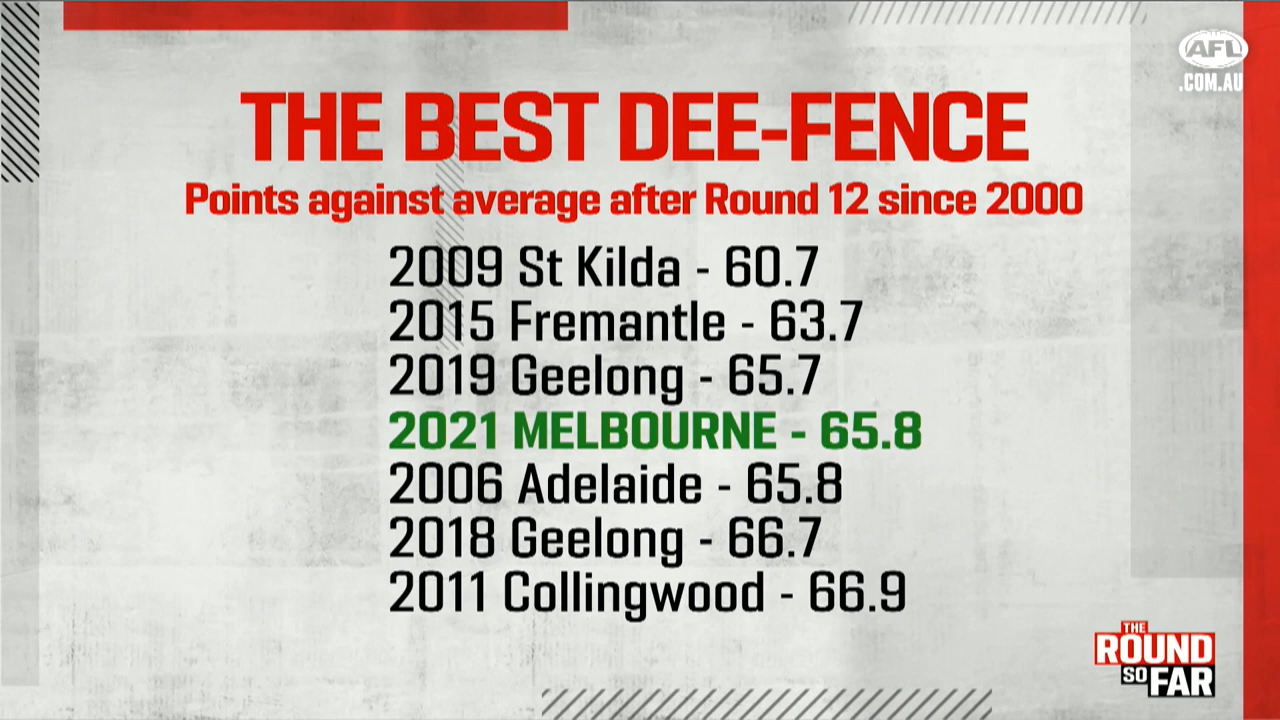 AFL
.COM.AU
THE BEST DEE-FENCE
Points against average after Round 12 since 2000
2009 St Kilda - 60.7
2015 Fremantle - 63.7
2019 Geelong - 65.7
2021 MELBOURNE - 65.8
2006 Adelaide - 65.8
2018 Geelong - 66.7
2011 Collingwood - 66.9
THE
ROUND
SO FAR